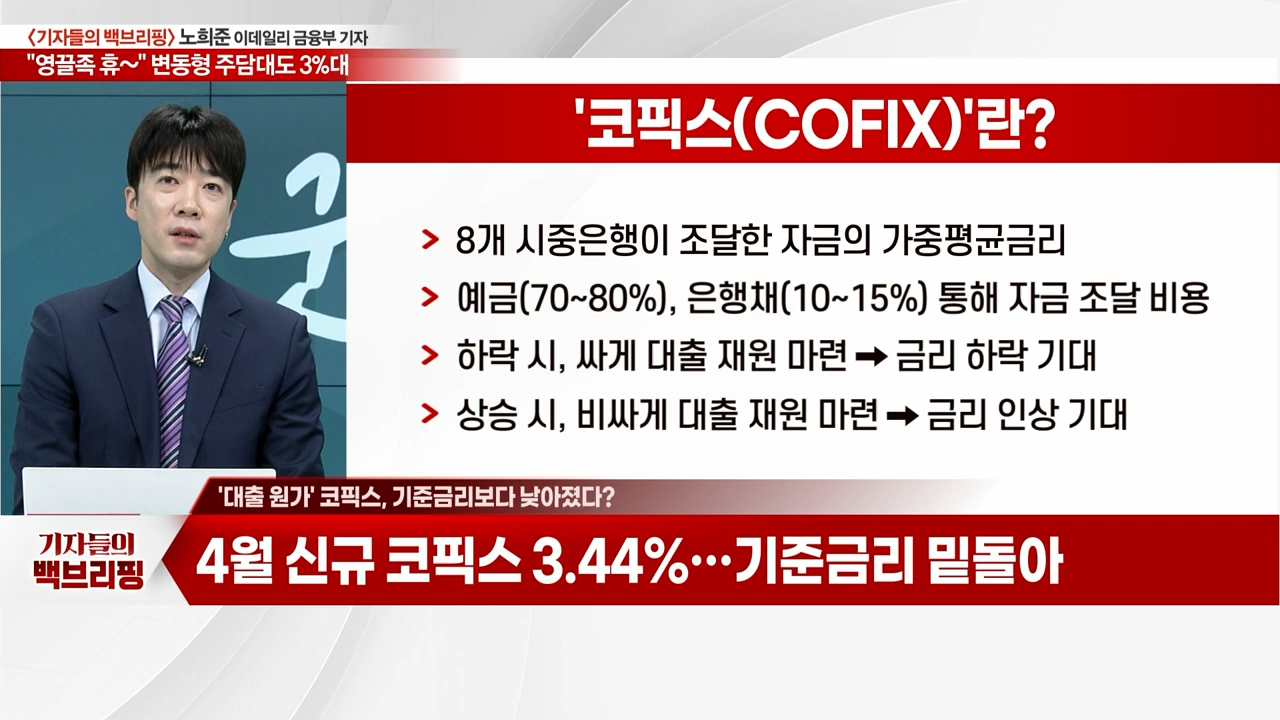 <기자들의 백브리핑> 노희준 이데일리 금융부 기자
"영끌족 휴~" 변동형 주담대도 3%대
'코픽스(COFIX)'란?
> 8개 시중은행이 조달한 자금의 가중평균금리
> 예금(70~80%), 은행채(10~15%) 통해 자금 조달 비용
> 하락 시, 싸게 대출 재원 마련 ➡ 금리 하락 기대
> 상승 시, 비싸게 대출 재원 마련 ➡ 금리 인상 기대
'대출 원가' 코픽스, 기준금리보다 낮아졌다?
기자들의
백브리핑
4월 신규 코픽스 3.44%…기준금리 밑돌아